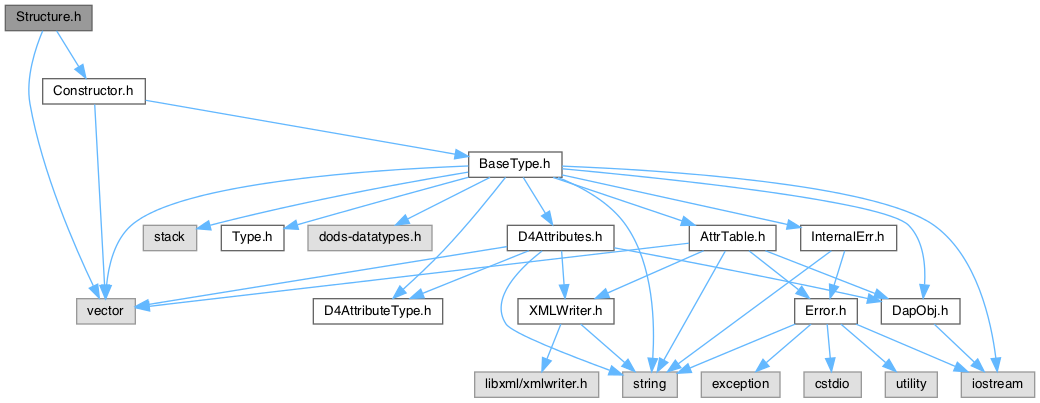 Structure.h
Constructor.h
BaseType.h
stack
Type.h
dods-datatypes.h
D4Attributes.h
AttrTable.h
InternalErr.h
vector
D4AttributeType.h
XMLWriter.h
Error.h
DapObj.h
libxml/xmlwriter.h
string
exception
cstdio
utility
iostream